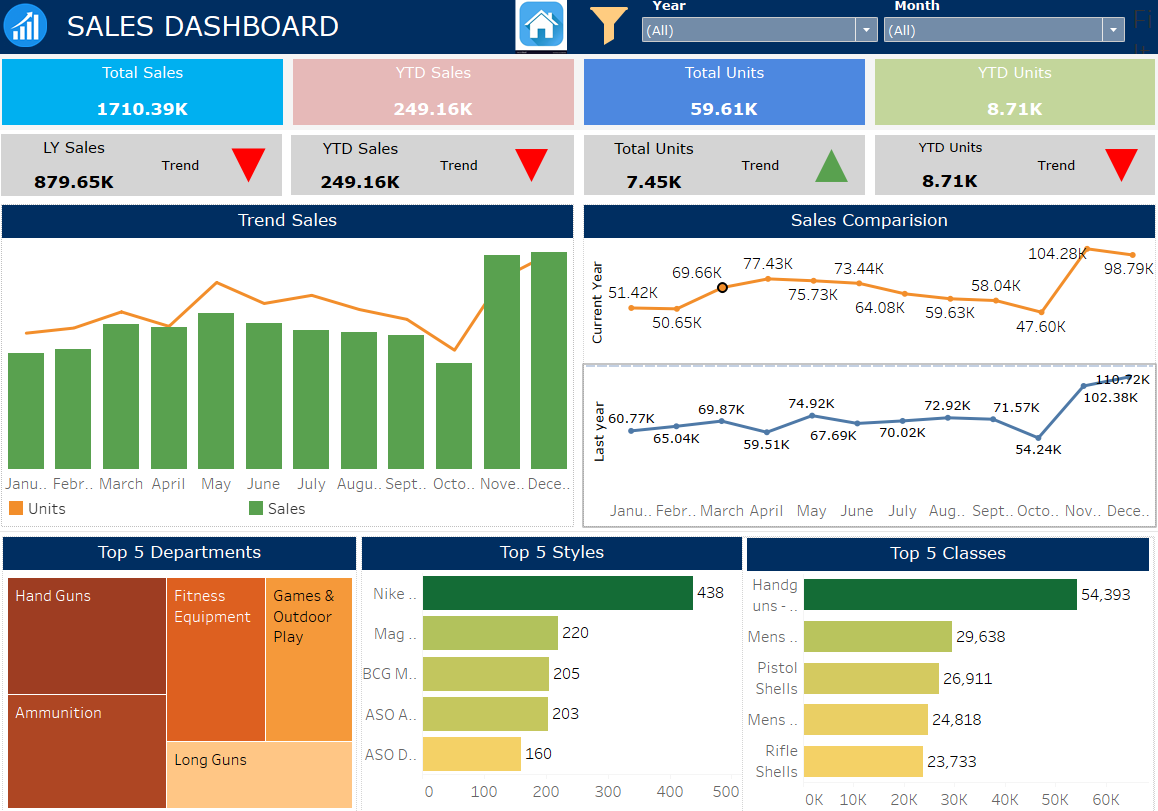 SALES DASHBOARD
Year
(All)
Month
(All)
Total Sales
1710.39K
YTD Sales
249.16K
Total Units
59.61K
YTD Units
8.71K
LY Sales
879.65K
Trend
YTD Sales
249.16K
Trend
Total Units
7.45K
Trend
YTD Units
8.71K
Trend
Trend Sales
Janu.. Febr.. March April May June July Augu.. Sept.. Octo.. Nove.. Dece..
Units
Sales
Sales Comparision
Current Year
51.42K
50.65K
69.66K
77.43K
75.73K
73.44K
64.08K
59.63K
58.04K
47.60K
104.28K
98.79K
Last year
60.77K
65.04K
69.87K
59.51K
74.92K
67.69K
70.02K
72.92K
71.57K
54.24K
102.38K
110.72K
Janu.. Febr.. March April May June July Aug.. Sept.. Octo.. Nov.. Dece..
Top 5 Departments
Hand Guns
Ammunition
Fitness
Equipment
Games &
Outdoor
Play
Long Guns
Top 5 Styles
Nike ..
438
Mag ..
220
BCG M..
205
ASO A..
203
ASO D..
160
0 100 200 300 400 500
Top 5 Classes
Handg
uns - ..
54,393
Mens ..
29,638
Pistol
Shells
26,911
Mens ..
24,818
Rifle
Shells
23,733
0K 10K 20K 30K 40K 50K 60K